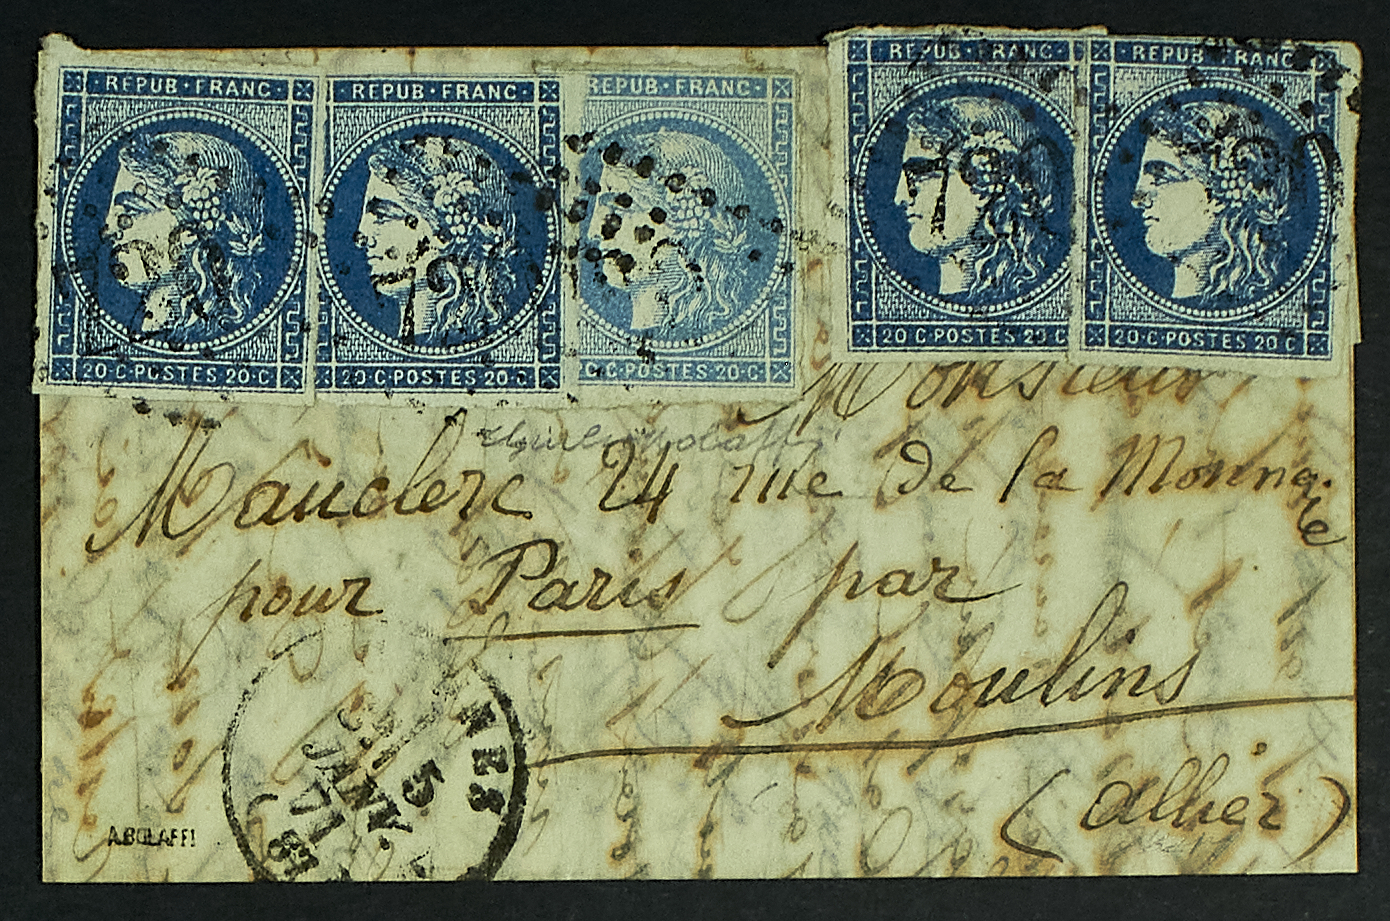 REPUB·FRANC·
REPUB·FRANC·
REPUB·FRANC·
REPUB·FRANC·
REPUB·FRANC·
20·C·POSTES 20·C
20·C·POSTES 20·C
20·C·POSTES 20·C
20·C·POSTES 20·C
20·C·POSTES 20·C
Monsieur
Mauclerc 24 rue de la Monnaie
pour Paris par
Moulins
(allier)
5
JANV.
71
A.BOLAFFI